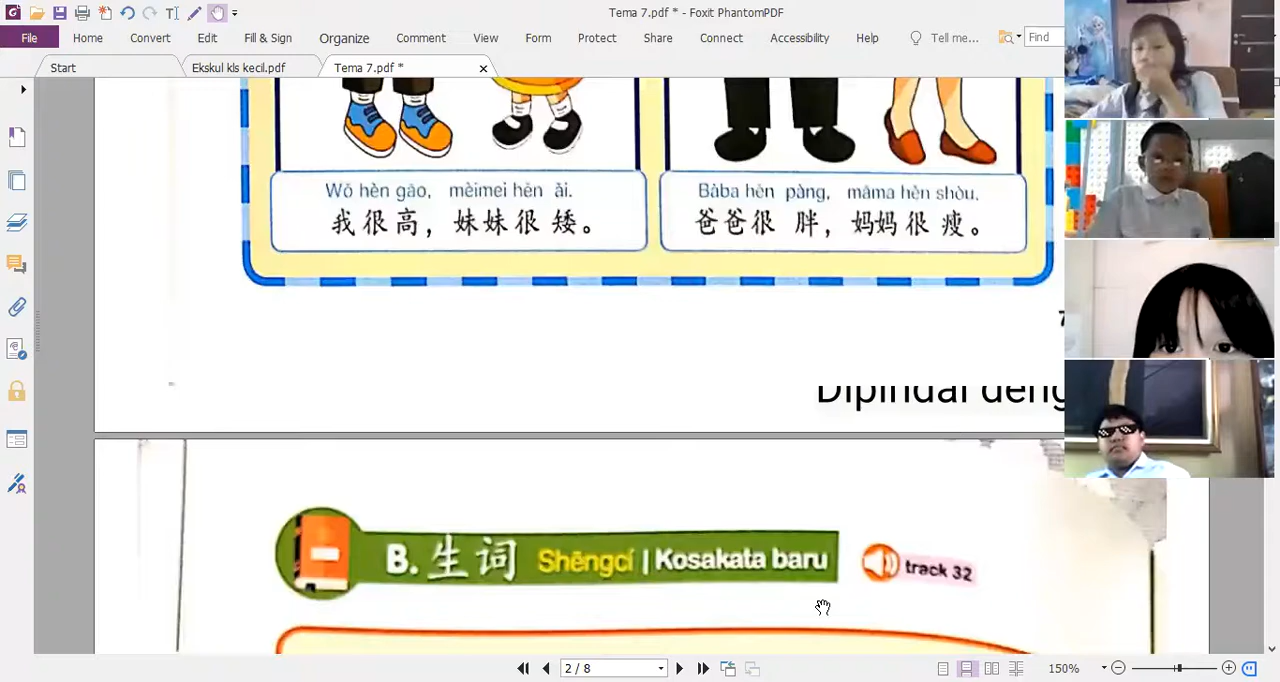 Tema 7.pdf * - Foxit PhantomPDF
File Home Convert Edit Fill & Sign Organize Comment View Form Protect Share Connect Accessibility Help Tell me... Find
Start Ekskul kls kecil.pdf Tema 7.pdf *
Wǒ hěn gāo, mèimei hěn ǎi.
我很高，妹妹很矮。
Bàba hěn pàng, māma hěn shòu.
爸爸很胖，妈妈很瘦。
Dipindai deng
B. 生词 Shēngcí | Kosakata baru
track 32
2 / 8
150%